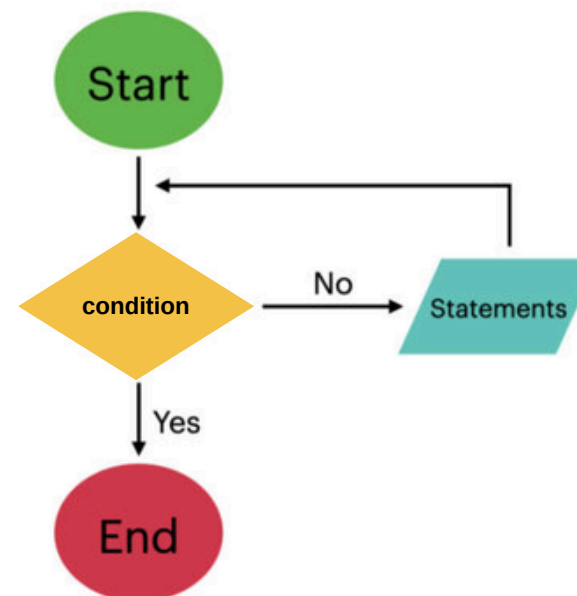 Start
condition
No
Statements
Yes
End